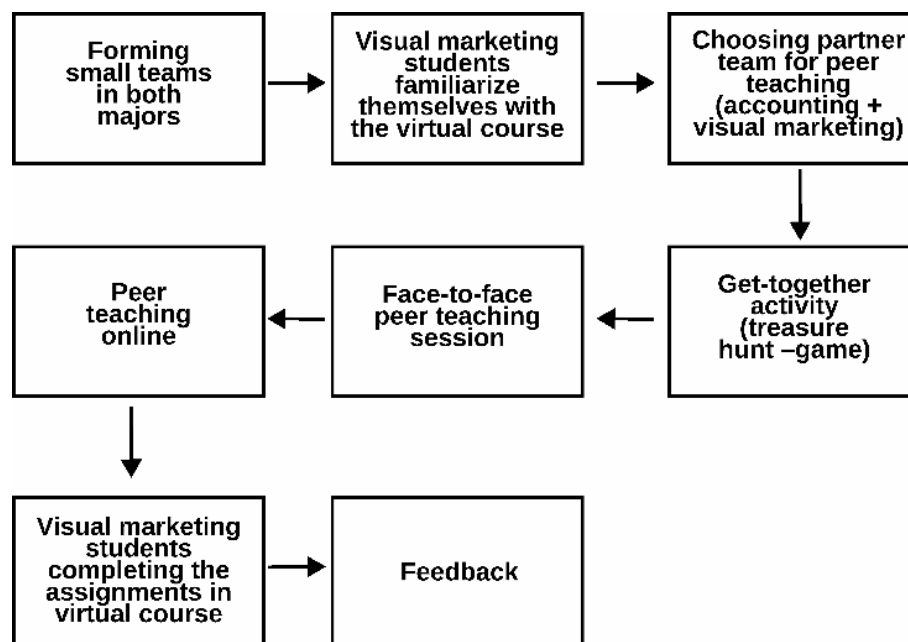 Forming
small teams
in both
majors
Visual marketing
students
familiarize
themselves with
the virtual course
Choosing partner
team for peer
teaching
(accounting +
visual marketing)
Get-together
activity
(treasure
hunt –game)
Face-to-face
peer teaching
session
Peer
teaching
online
Visual marketing
students
completing the
assignments in
virtual course
Feedback